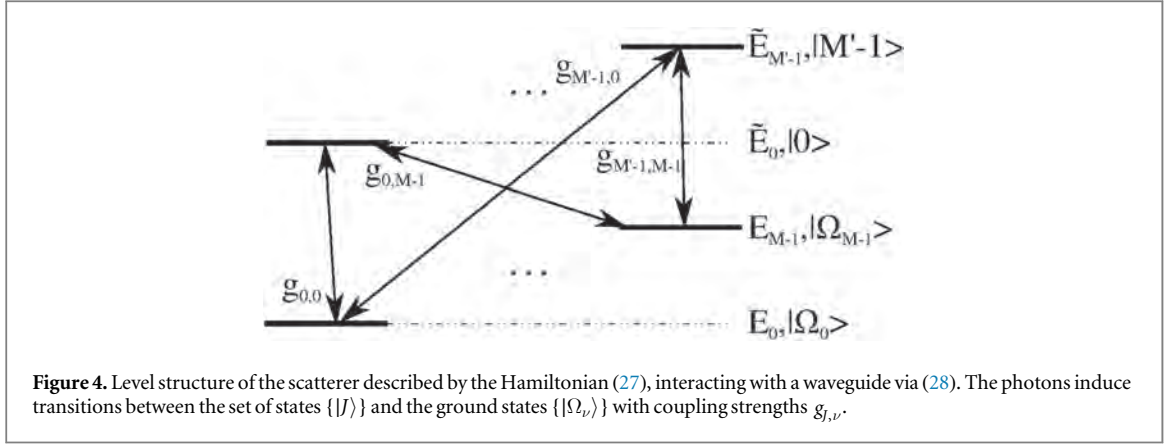 Ẽ_{M'-1},|M'-1>
g_{M'-1,0}
...
Ẽ_0,|0>
g_{0,M-1}
g_{M'-1,M-1}
E_{M-1},|Ω_{M-1}>
...
g_{0,0}
E_0,|Ω_0>
Figure 4. Level structure of the scatterer described by the Hamiltonian (27), interacting with a waveguide via (28). The photons induce
transitions between the set of states {|J⟩} and the ground states {|Ω_ν⟩} with coupling strengths g_{J,ν}.